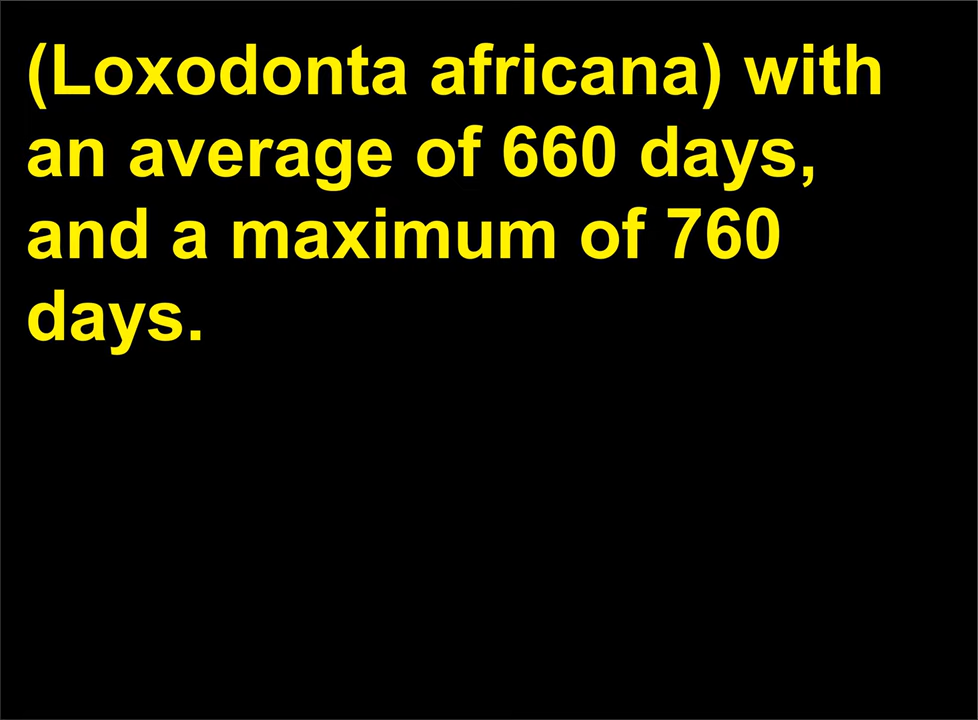 (Loxodonta africana) with
an average of 660 days,
and a maximum of 760
days.